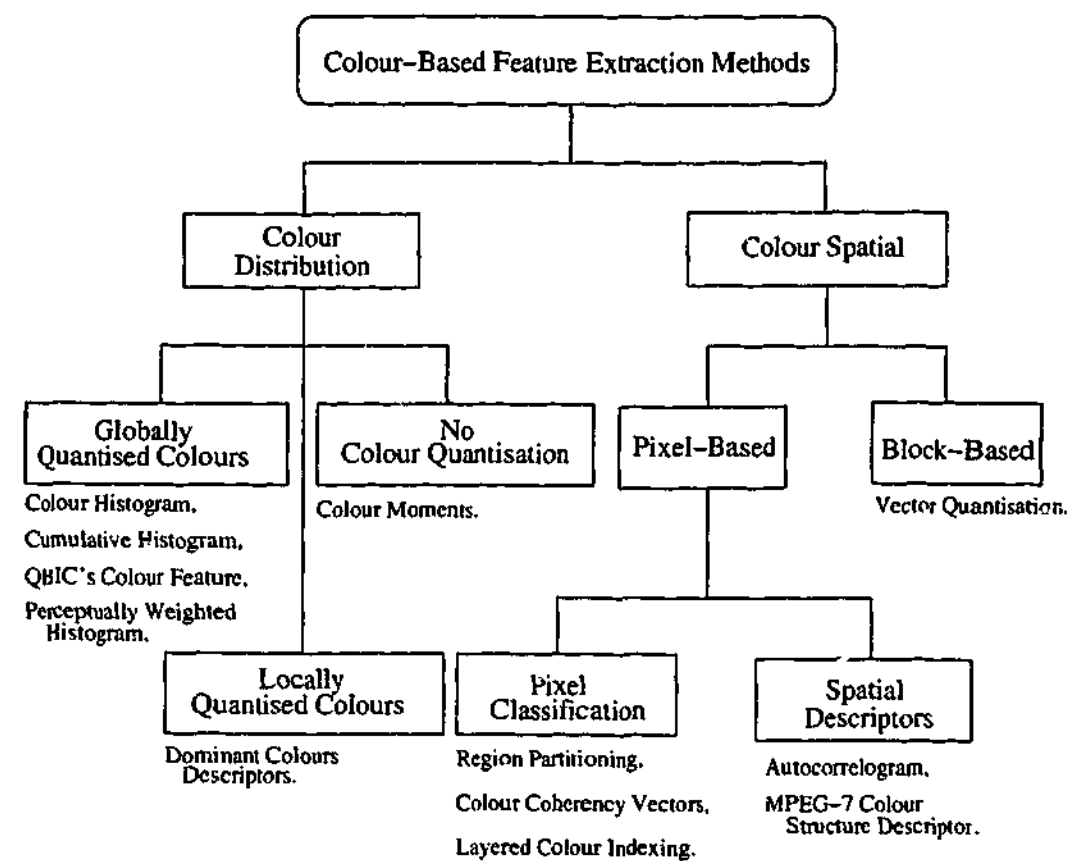 Colour-Based Feature Extraction Methods
Colour
Distribution
Colour Spatial
Globally
Quantised Colours
No
Colour Quantisation
Pixel-Based
Block-Based
Colour Histogram,
Cumulative Histogram,
QBIC's Colour Feature,
Perceptually Weighted
Histogram.
Colour Moments.
Vector Quantisation.
Locally
Quantised Colours
Pixel
Classification
Spatial
Descriptors
Dominant Colours
Descriptors.
Region Partitioning,
Colour Coherency Vectors,
Layered Colour Indexing.
Autocorrelogram,
MPEG-7 Colour
Structure Descriptor.